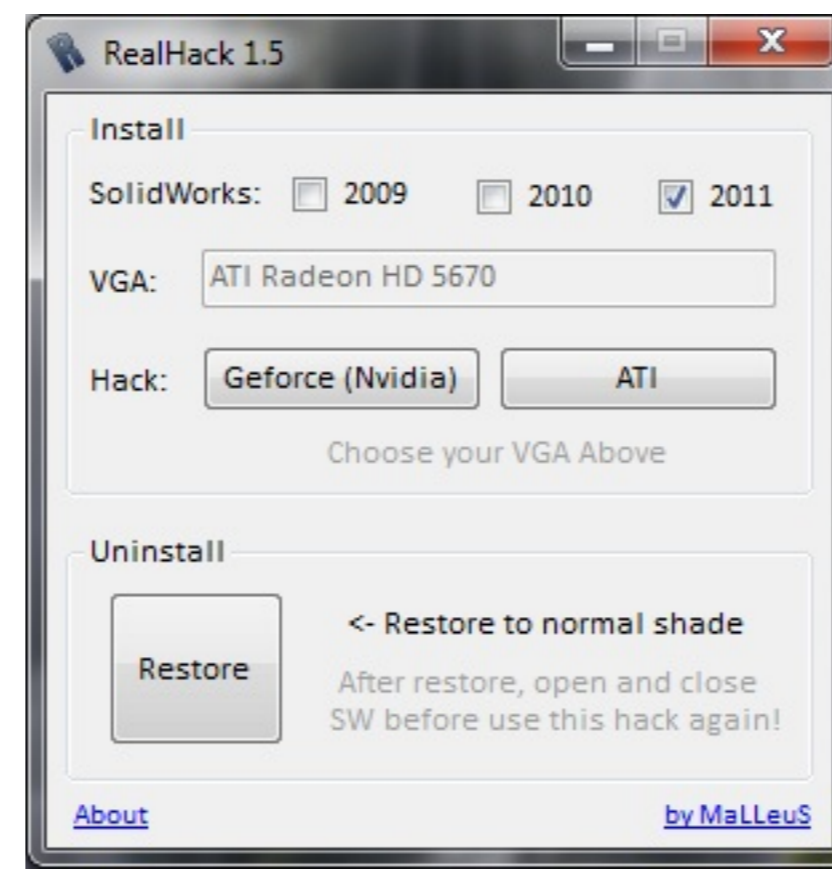 RealHack 1.5
Install
SolidWorks: 2009 2010 2011
VGA: ATI Radeon HD 5670
Hack: Geforce (Nvidia) ATI
Choose your VGA Above
Uninstall
<- Restore to normal shade
Restore
After restore, open and close
SW before use this hack again!
About by MaLLeuS